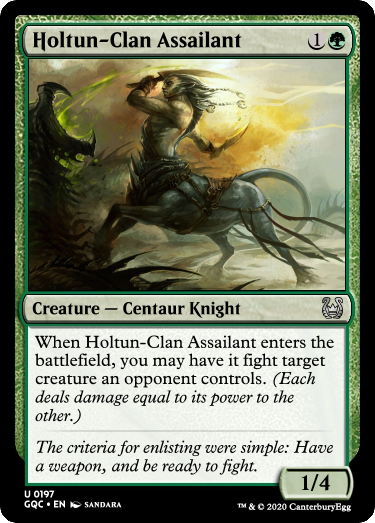 Holtun-Clan Assailant 1
Creature — Centaur Knight
When Holtun-Clan Assailant enters the
battlefield, you may have it fight target
creature an opponent controls. (Each
deals damage equal to its power to the
other.)
The criteria for enlisting were simple: Have
a weapon, and be ready to fight.
1/4
U 0197
GQC • EN SANDARA
™ & © 2020 CanterburyEgg